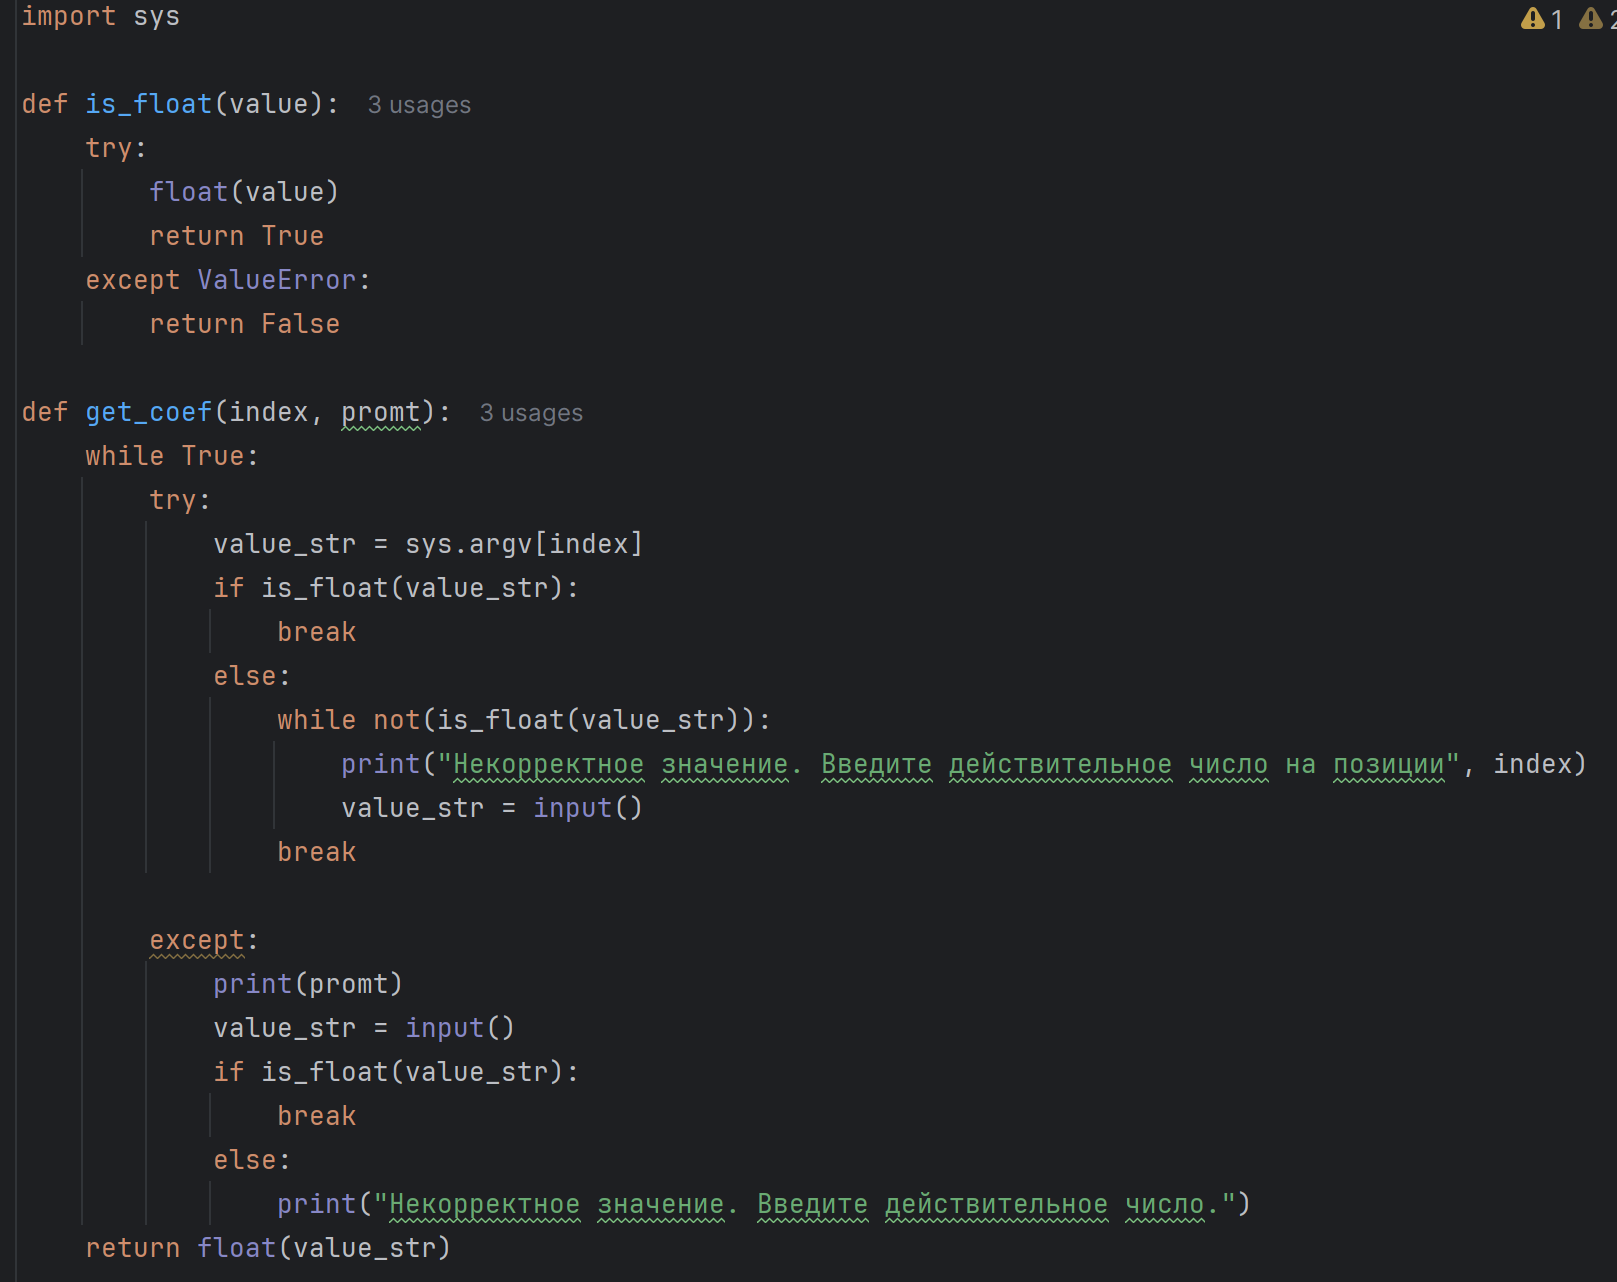 import sys
1 2
def is_float(value): 3 usages
    try:
        float(value)
        return True
    except ValueError:
        return False
def get_coef(index, promt): 3 usages
    while True:
        try:
            value_str = sys.argv[index]
            if is_float(value_str):
                break
            else:
                while not(is_float(value_str)):
                    print("Некорректное значение. Введите действительное число на позиции", index)
                    value_str = input()
                break
        except:
            print(promt)
            value_str = input()
            if is_float(value_str):
                break
            else:
                print("Некорректное значение. Введите действительное число.")
    return float(value_str)